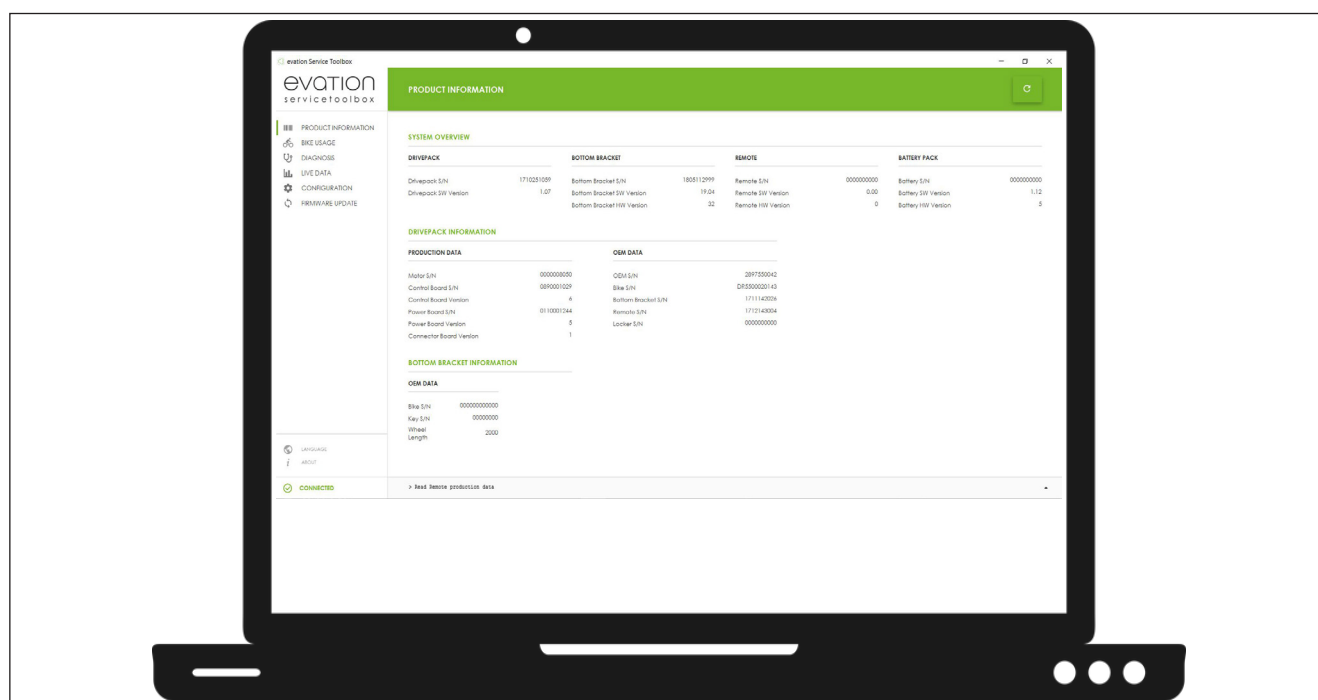 evation Service Toolbox
evation
servicetoolbox
PRODUCT INFORMATION
PRODUCT INFORMATION
BIKE USAGE
DIAGNOSIS
LIVE DATA
CONFIGURATION
FIRMWARE UPDATE
SYSTEM OVERVIEW
DRIVEPACK BOTTOM BRACKET REMOTE BATTERY PACK
Drivepack S/N 1710251059 Bottom Bracket S/N 1805112999 Remote S/N 0000000000 Battery S/N 0000000000
Drivepack SW Version 1.07 Bottom Bracket SW Version 19.04 Remote SW Version 0.00 Battery SW Version 1.12
Bottom Bracket HW Version 32 Remote HW Version 0 Battery HW Version 5
DRIVEPACK INFORMATION
PRODUCTION DATA OEM DATA
Motor S/N 0000008050 OEM S/N 2897550042
Control Board S/N 0890001029 Bike S/N DR5500020143
Control Board Version 6 Bottom Bracket S/N 1711142026
Power Board S/N 0110001244 Remote S/N 1712143004
Power Board Version 5 Locker S/N 0000000000
Connector Board Version 1
BOTTOM BRACKET INFORMATION
OEM DATA
Bike S/N 000000000000
Key S/N 00000000
Wheel
Length 2000
LANGUAGE
ABOUT
CONNECTED
> Read Remote production data